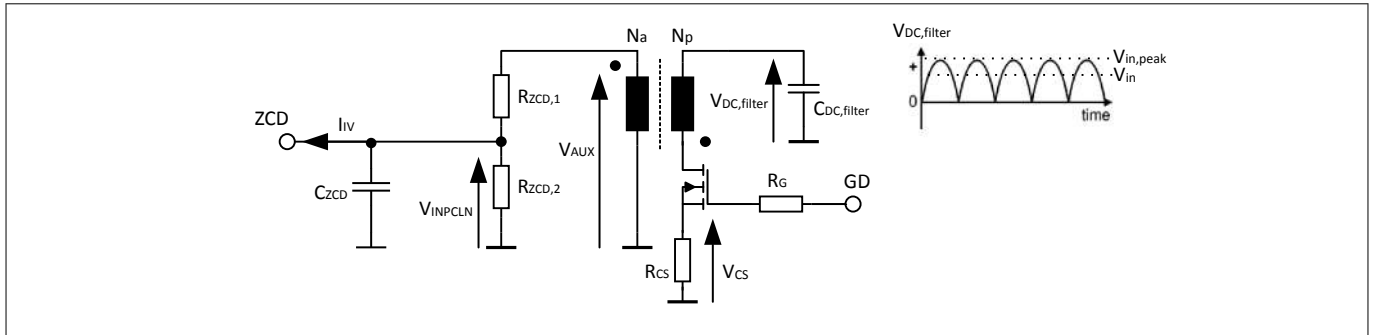 Na Np
VDC,filter
Vin,peak
+
Vin
0
time
RZCD,1
VDC,filter
CDC,filter
ZCD
IIV
VAUX
CZCD
RZCD,2
VINPCLN
RG
GD
RCS
VCS